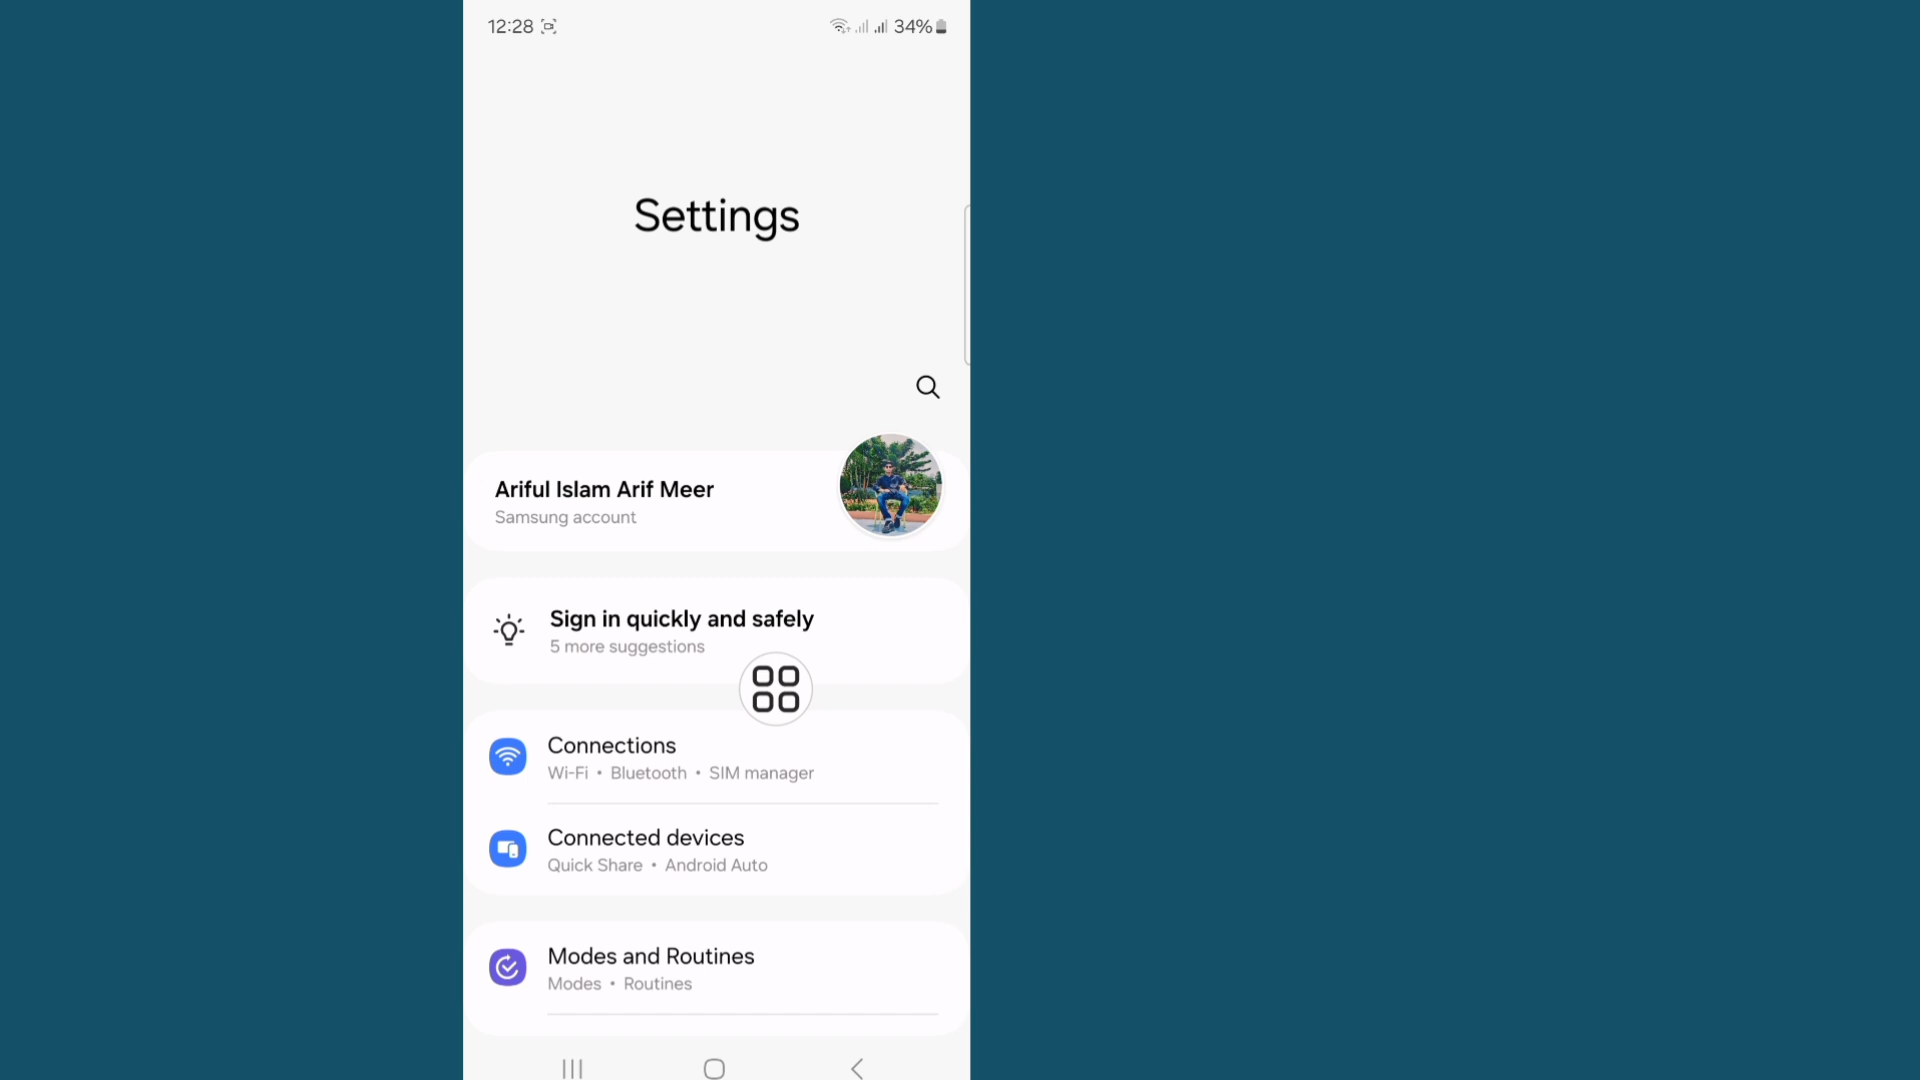 12:28 34%
Settings
Ariful Islam Arif Meer
Samsung account
Sign in quickly and safely
5 more suggestions
Connections
Wi-Fi • Bluetooth • SIM manager
Connected devices
Quick Share • Android Auto
Modes and Routines
Modes • Routines